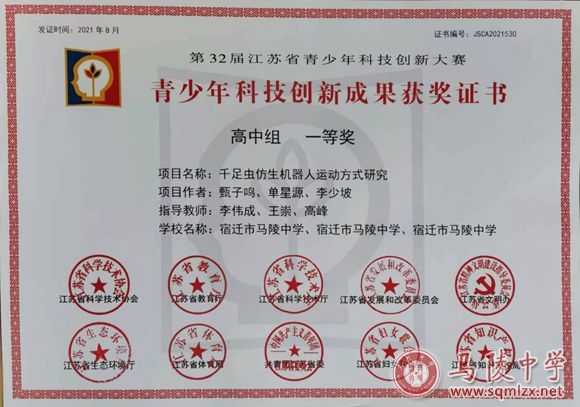 发证时间：2021年8月
证书编号：JSCA2021530
第32届江苏省青少年科技创新大赛
青少年科技创新成果获奖证书
高中组 一等奖
项目名称：千足虫仿生机器人运动方式研究
项目作者：甄子鸣、单星源、李少坡
指导教师：李伟成、王崇、高峰
学校名称：宿迁市马陵中学、宿迁市马陵中学、宿迁市马陵中学
江苏省科学技术协会 江苏省教育厅 江苏省科学技术厅 江苏省发展和改革委员会 江苏省文明办
江苏省生态环境厅 江苏省体育局 共青团江苏省委
马陵中学
www.sqmlzx.net